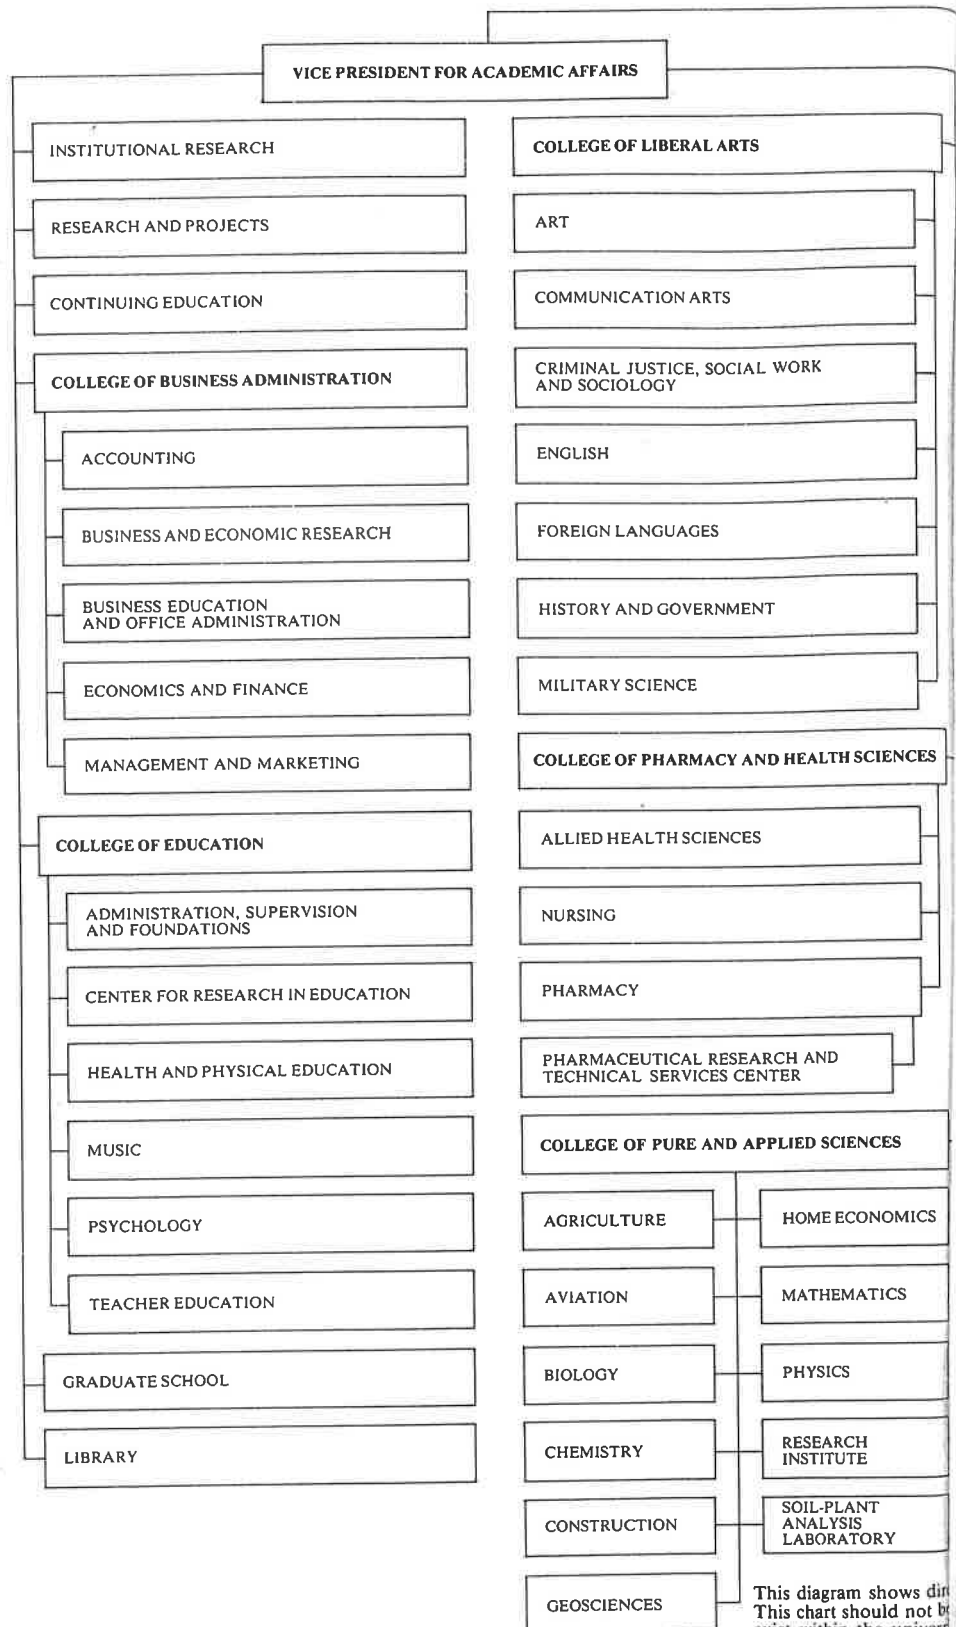 VICE PRESIDENT FOR ACADEMIC AFFAIRS
INSTITUTIONAL RESEARCH
RESEARCH AND PROJECTS
CONTINUING EDUCATION
COLLEGE OF BUSINESS ADMINISTRATION
ACCOUNTING
BUSINESS AND ECONOMIC RESEARCH
BUSINESS EDUCATION
AND OFFICE ADMINISTRATION
ECONOMICS AND FINANCE
MANAGEMENT AND MARKETING
COLLEGE OF EDUCATION
ADMINISTRATION, SUPERVISION
AND FOUNDATIONS
CENTER FOR RESEARCH IN EDUCATION
HEALTH AND PHYSICAL EDUCATION
MUSIC
PSYCHOLOGY
TEACHER EDUCATION
GRADUATE SCHOOL
LIBRARY
COLLEGE OF LIBERAL ARTS
ART
COMMUNICATION ARTS
CRIMINAL JUSTICE, SOCIAL WORK
AND SOCIOLOGY
ENGLISH
FOREIGN LANGUAGES
HISTORY AND GOVERNMENT
MILITARY SCIENCE
COLLEGE OF PHARMACY AND HEALTH SCIENCES
ALLIED HEALTH SCIENCES
NURSING
PHARMACY
PHARMACEUTICAL RESEARCH AND
TECHNICAL SERVICES CENTER
COLLEGE OF PURE AND APPLIED SCIENCES
AGRICULTURE
AVIATION
BIOLOGY
CHEMISTRY
CONSTRUCTION
GEOSCIENCES
HOME ECONOMICS
MATHEMATICS
PHYSICS
RESEARCH
INSTITUTE
SOIL-PLANT
ANALYSIS
LABORATORY
This diagram shows
This chart should not